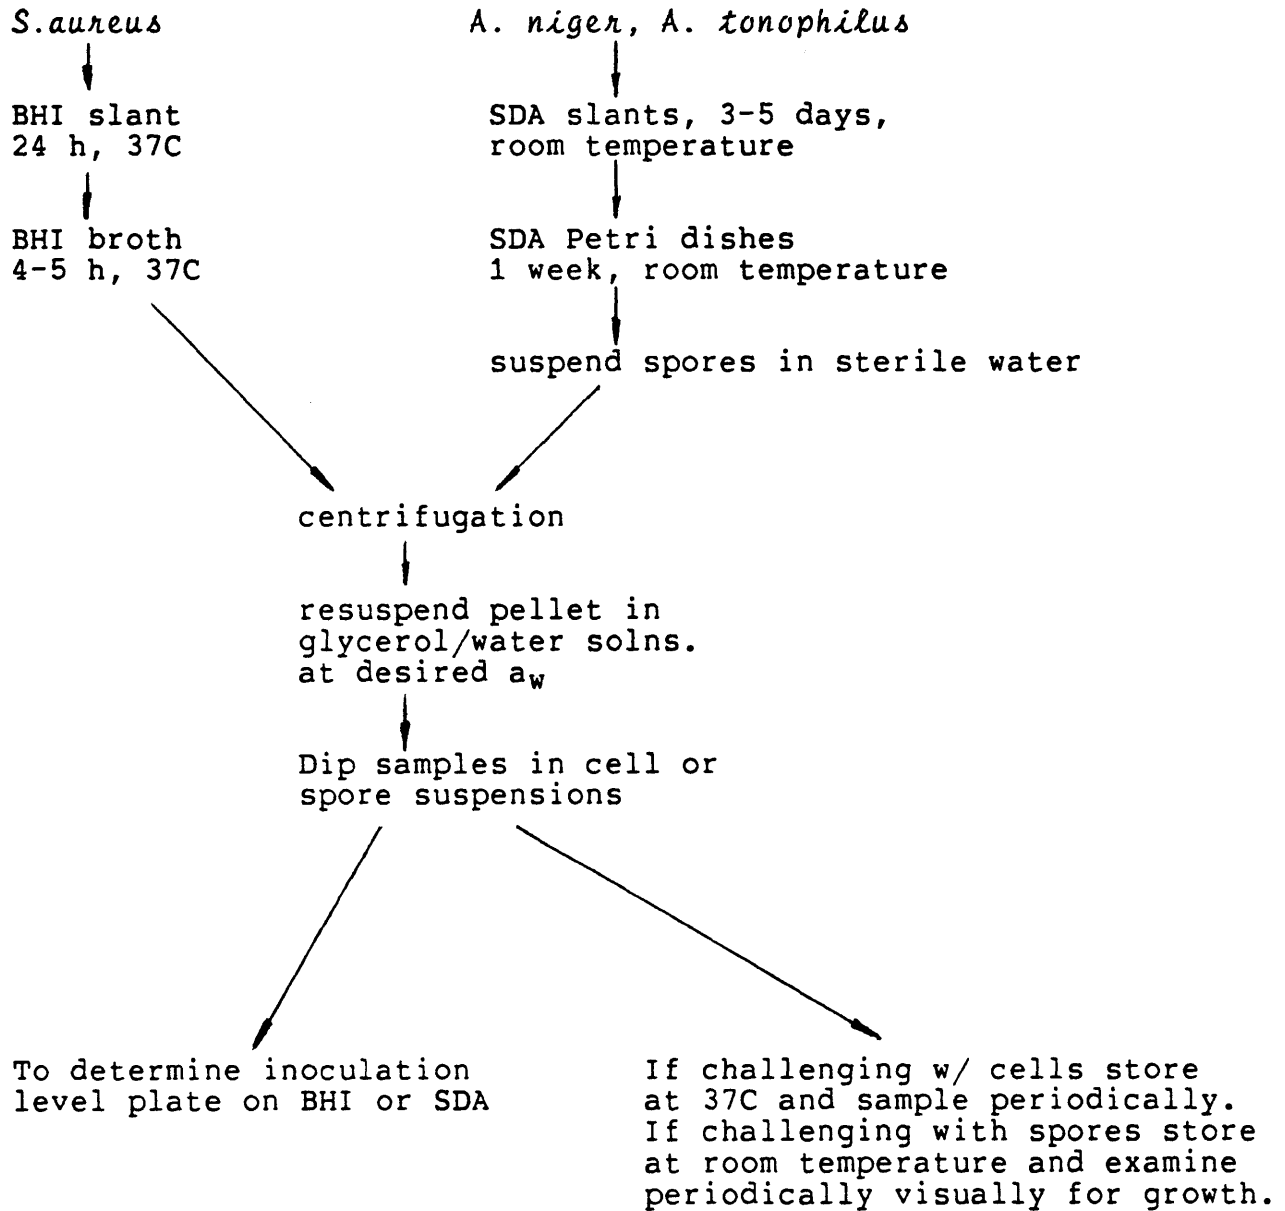 S.aureus
A. niger, A. tonophilus
BHI slant
24 h, 37C
SDA slants, 3-5 days,
room temperature
BHI broth
4-5 h, 37C
SDA Petri dishes
1 week, room temperature
suspend spores in sterile water
centrifugation
resuspend pellet in
glycerol/water solns.
at desired aw
Dip samples in cell or
spore suspensions
To determine inoculation
level plate on BHI or SDA
If challenging w/ cells store
at 37C and sample periodically.
If challenging with spores store
at room temperature and examine
periodically visually for growth.